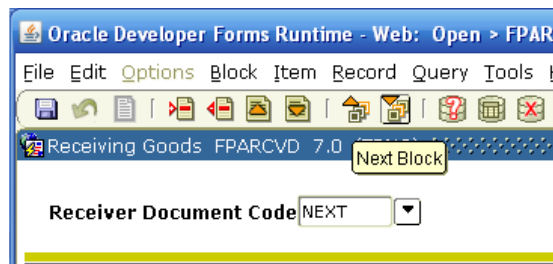 Oracle Developer Forms Runtime - Web: Open > FPAR
File Edit Options Block Item Record Query Tools
Receiving Goods FPARCVD 7.0
Next Block
Receiver Document Code NEXT